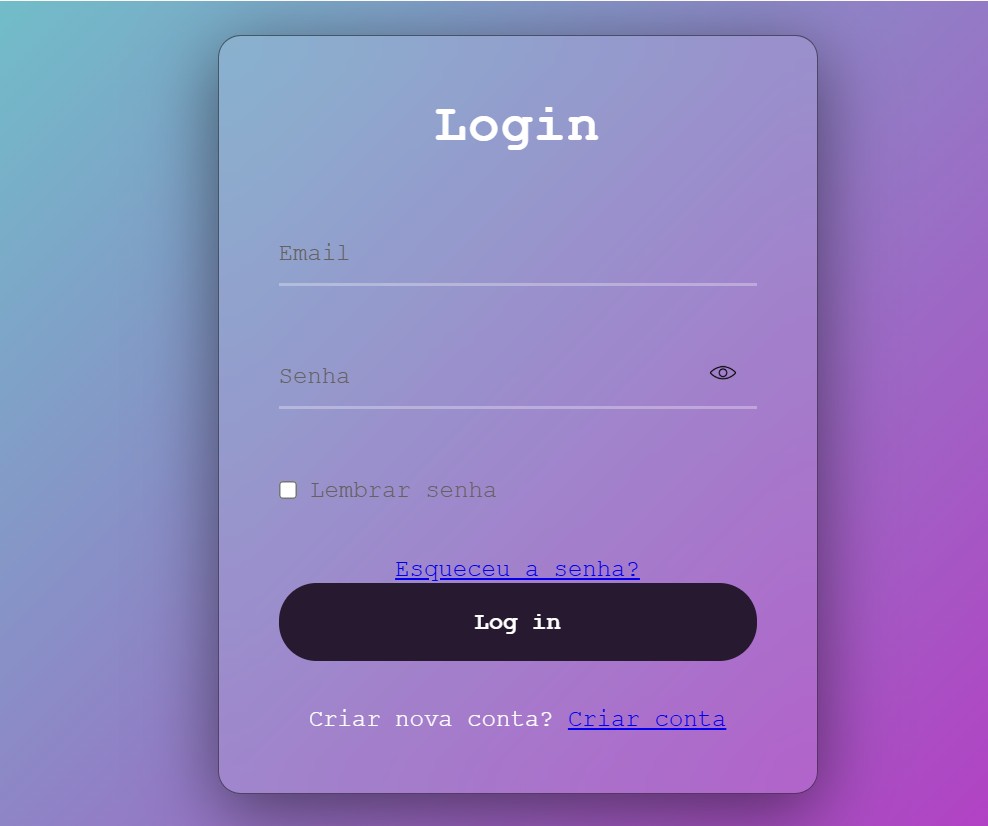 Login
Email
Senha
Lembrar senha
Esqueceu a senha?
Log in
Criar nova conta? Criar conta